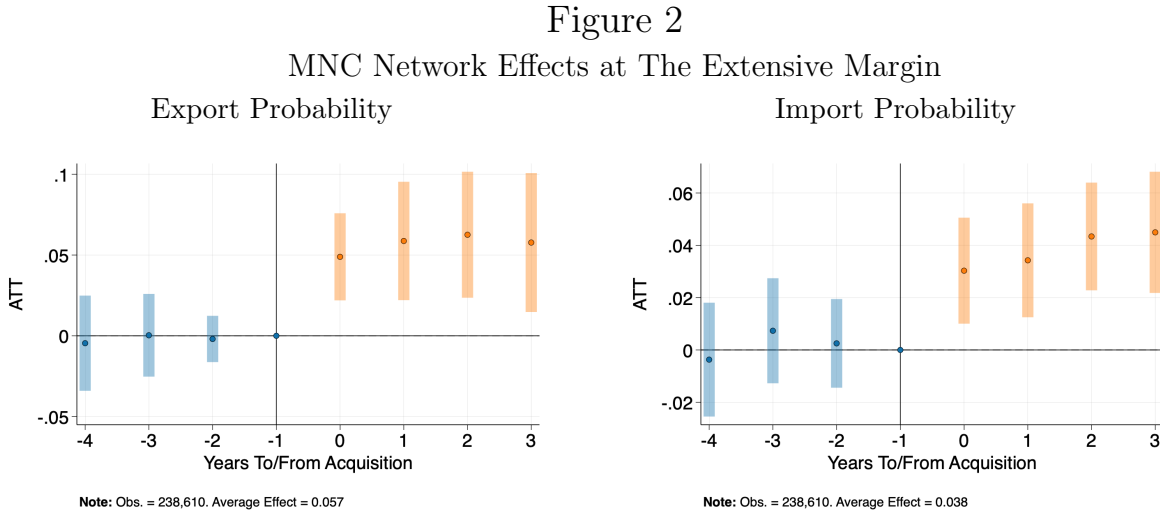 Figure 2
MNC Network Effects at The Extensive Margin
Export Probability
.1
.05
0
-.05
ATT
-4 -3 -2 -1 0 1 2 3
Years To/From Acquisition
Note: Obs. = 238,610. Average Effect = 0.057
Import Probability
.06
.04
.02
0
-.02
ATT
-4 -3 -2 -1 0 1 2 3
Years To/From Acquisition
Note: Obs. = 238,610. Average Effect = 0.038